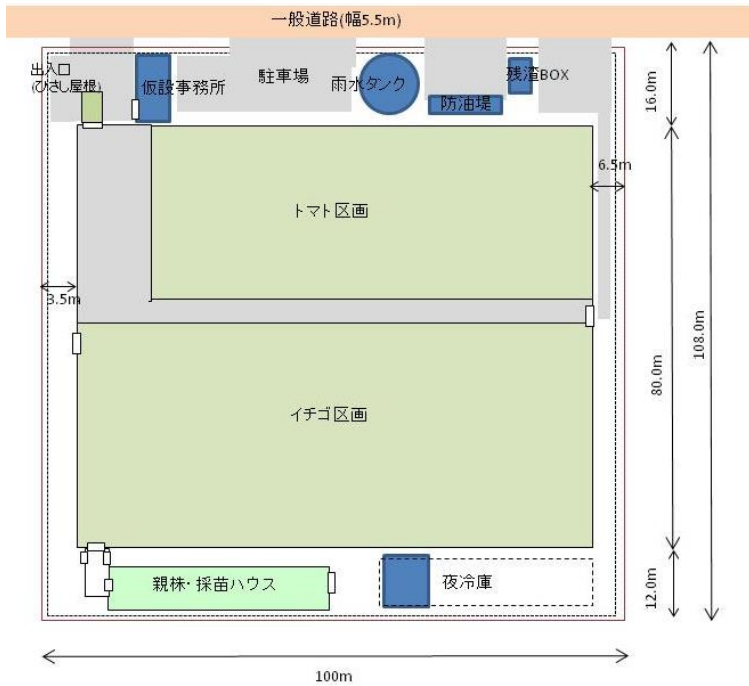 一般道路(幅5.5m)
出入口
(ひさし屋根)
仮設事務所
駐車場
雨水タンク
防油堤
残渣BOX
16.0m
6.5m
トマト区画
3.5m
80.0m
108.0m
イチゴ区画
親株・採苗ハウス
夜冷庫
12.0m
100m